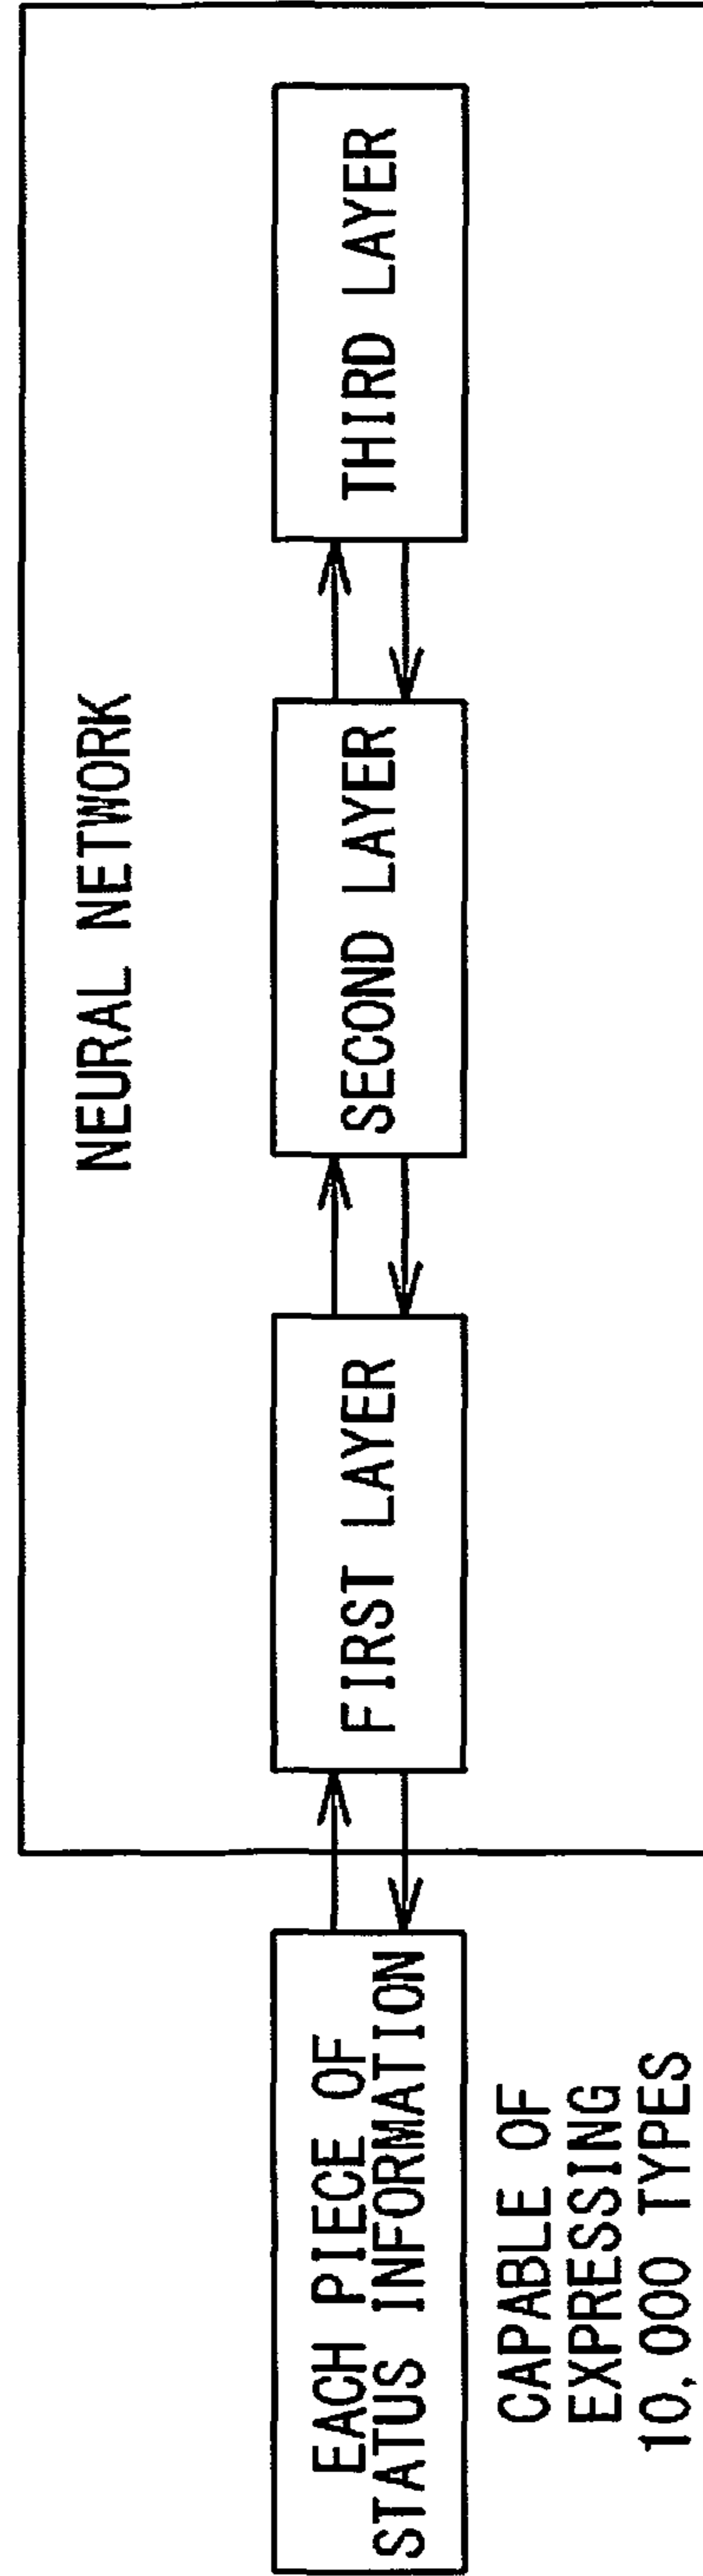 NEURAL NETWORK
EACH PIECE OF
STATUS INFORMATION
FIRST LAYER
SECOND LAYER
THIRD LAYER
CAPABLE OF
EXPRESSING
10,000 TYPES